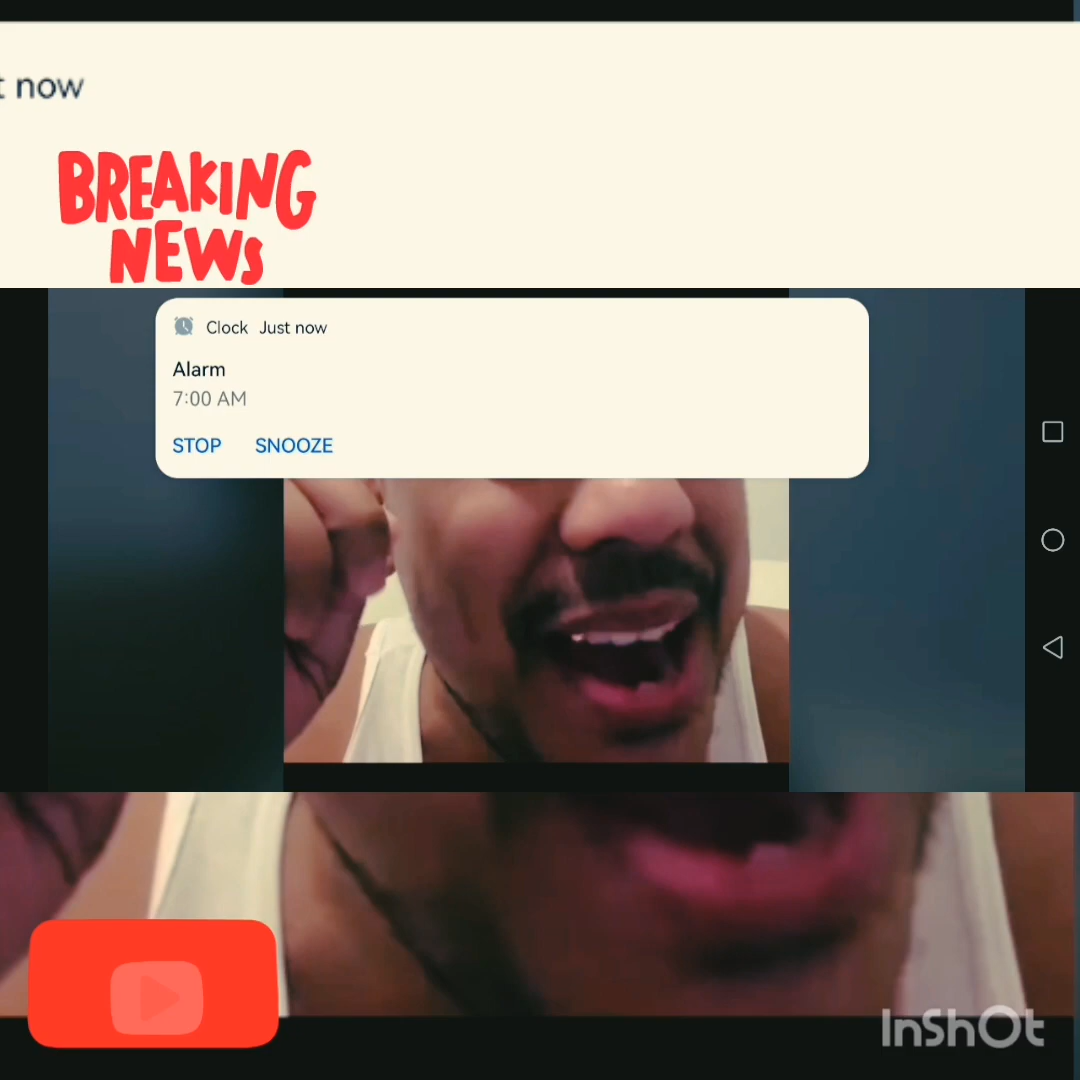 t now
BREAKING
NEWS
Clock Just now
Alarm
7:00 AM
STOP SNOOZE
InShOt